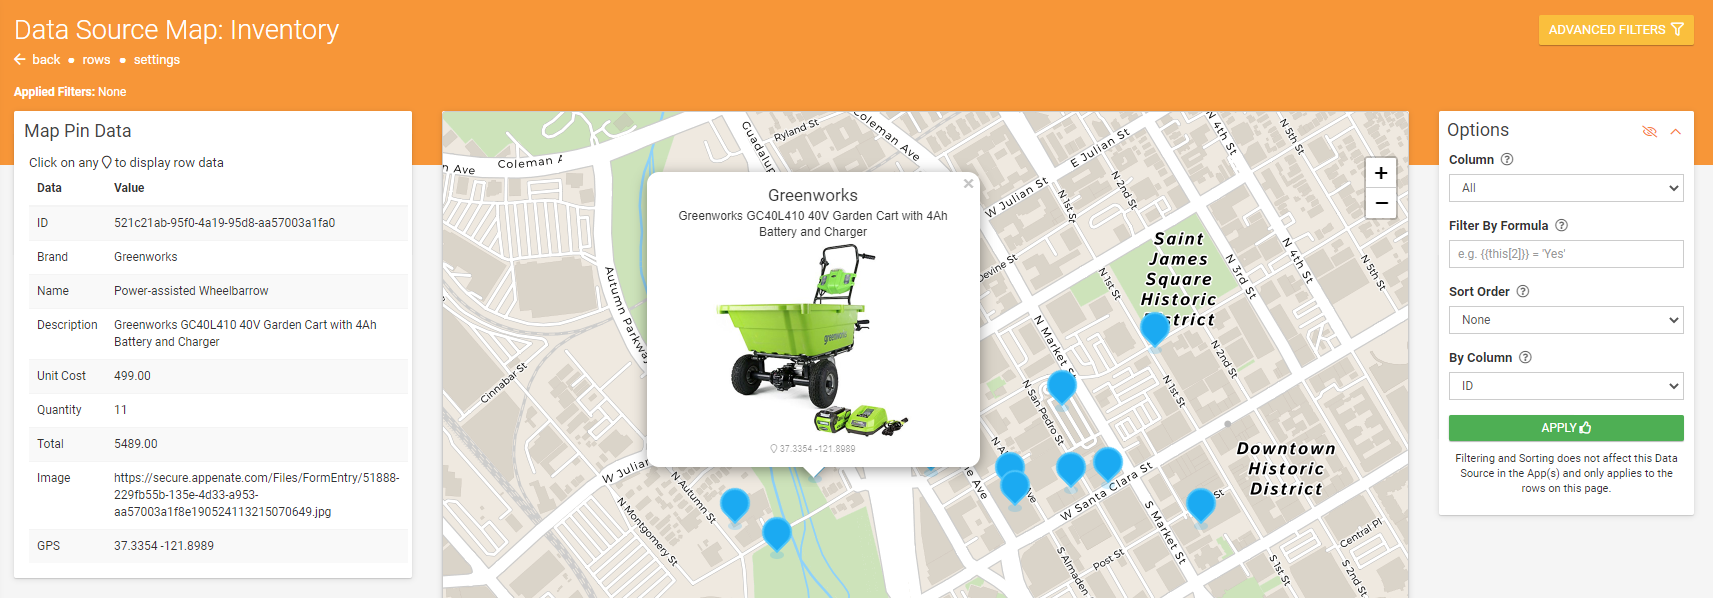 Data Source Map: Inventory
ADVANCED FILTERS
back • rows • settings
Applied Filters: None
Map Pin Data
Click on any to display row data
Data Value
ID 521c21ab-95f0-4a19-95d8-aa57003a1fa0
Brand Greenworks
Name Power-assisted Wheelbarrow
Description Greenworks GC40L410 40V Garden Cart with 4Ah
Battery and Charger
Unit Cost 499.00
Quantity 11
Total 5489.00
Image https://secure.appenate.com/Files/FormEntry/51888-
229fb55b-135e-4d33-a953-
aa57003a1f8e190524113215070649.jpg
GPS 37.3354 -121.8989
Coleman
Ave
Ryland St
Coleman Ave
E Julian St
N 4th St
N 5th St
N 2nd St
N 1st St
W Julian St
+
−
Greenworks
Greenworks GC40L410 40V Garden Cart with 4Ah
Battery and Charger
greenworks
37.3354 -121.8989
×
Autumn Parkway
Cinnabar St
Saint
James
Square
Historic
N 3rd St
N 4th St
N 5th St
N 1st St
N Market St
N 2nd St
N 1st St
N San Pedro St
Downtown
Historic
District
W Julian
N Autumn St
N Montgomery St
W Santa Clara St
S Market St
Post St
S Almaden
Central Pl
S 1st St
S 2nd St
Options
Column
All
Filter By Formula
e.g. {{this[2]}} = 'Yes'
Sort Order
None
By Column
ID
APPLY
Filtering and Sorting does not affect this Data
Source in the App(s) and only applies to the
rows on this page.